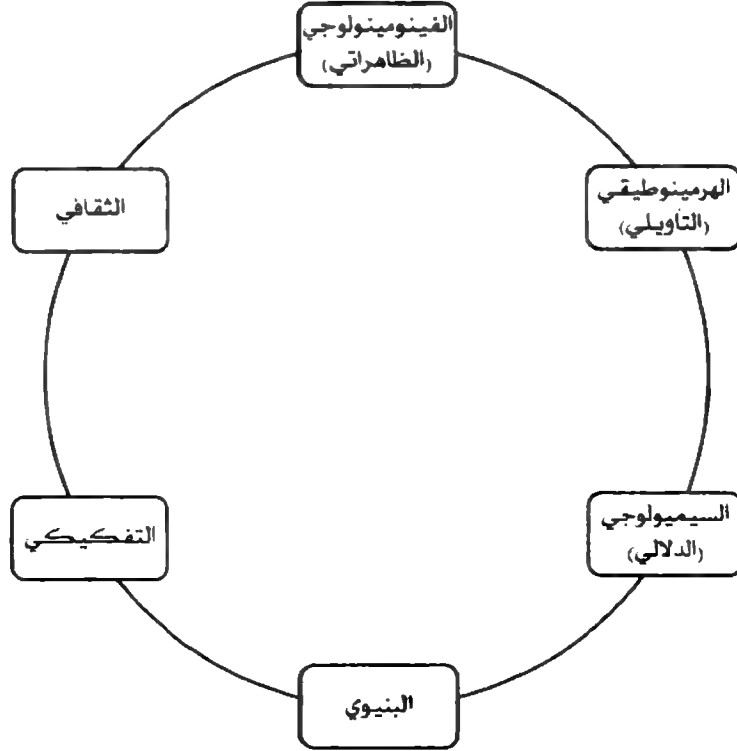 الفينومينولوجي
(الظاهراتي)
الهرمينوطيقي
(التأويلي)
السيميولوجي
(الدلالي)
البنيوي
التفكيكي
الثقافي